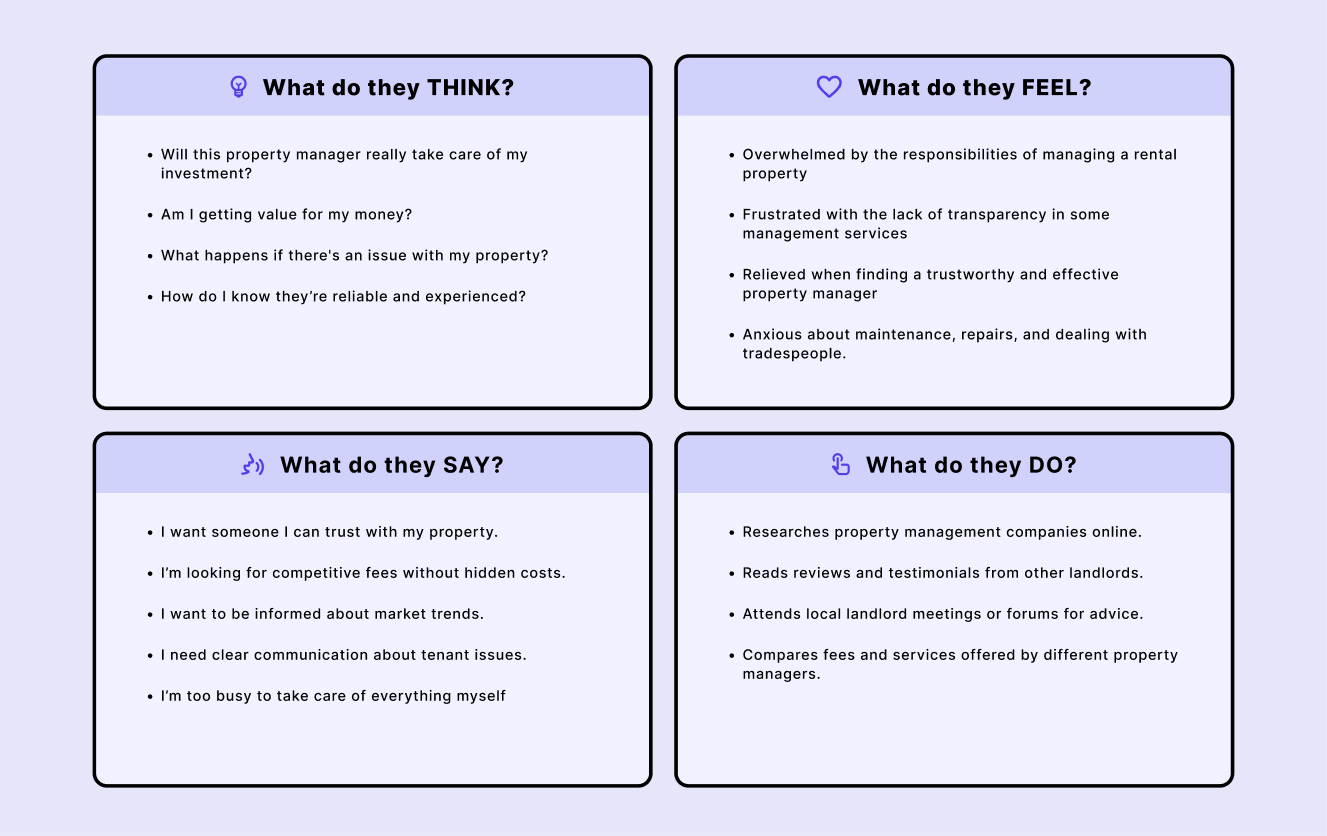 What do they THINK?
• Will this property manager really take care of my
investment?
• Am I getting value for my money?
• What happens if there's an issue with my property?
• How do I know they’re reliable and experienced?
What do they FEEL?
• Overwhelmed by the responsibilities of managing a rental
property
• Frustrated with the lack of transparency in some
management services
• Relieved when finding a trustworthy and effective
property manager
• Anxious about maintenance, repairs, and dealing with
tradespeople.
What do they SAY?
• I want someone I can trust with my property.
• I’m looking for competitive fees without hidden costs.
• I want to be informed about market trends.
• I need clear communication about tenant issues.
• I’m too busy to take care of everything myself
What do they DO?
• Researches property management companies online.
• Reads reviews and testimonials from other landlords.
• Attends local landlord meetings or forums for advice.
• Compares fees and services offered by different property
managers.